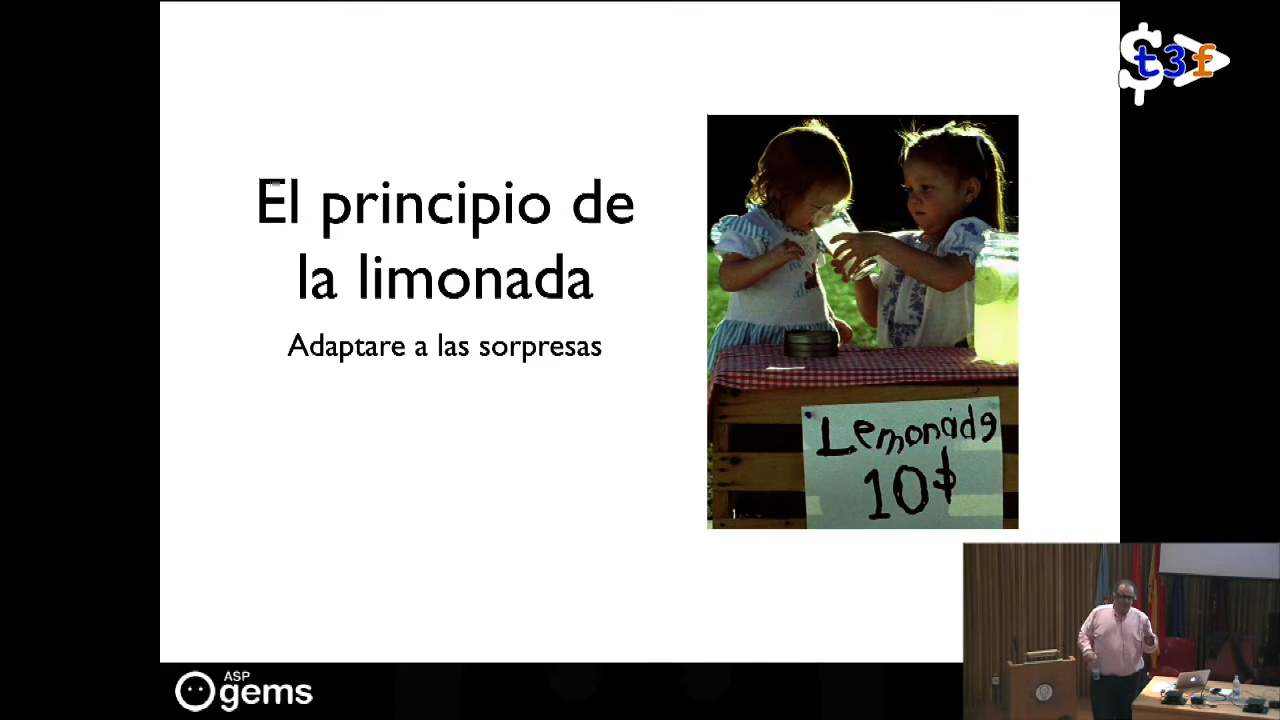 El principio de
la limonada
Adaptare a las sorpresas
Lemonade
10¢
$t3f
ASP
gems